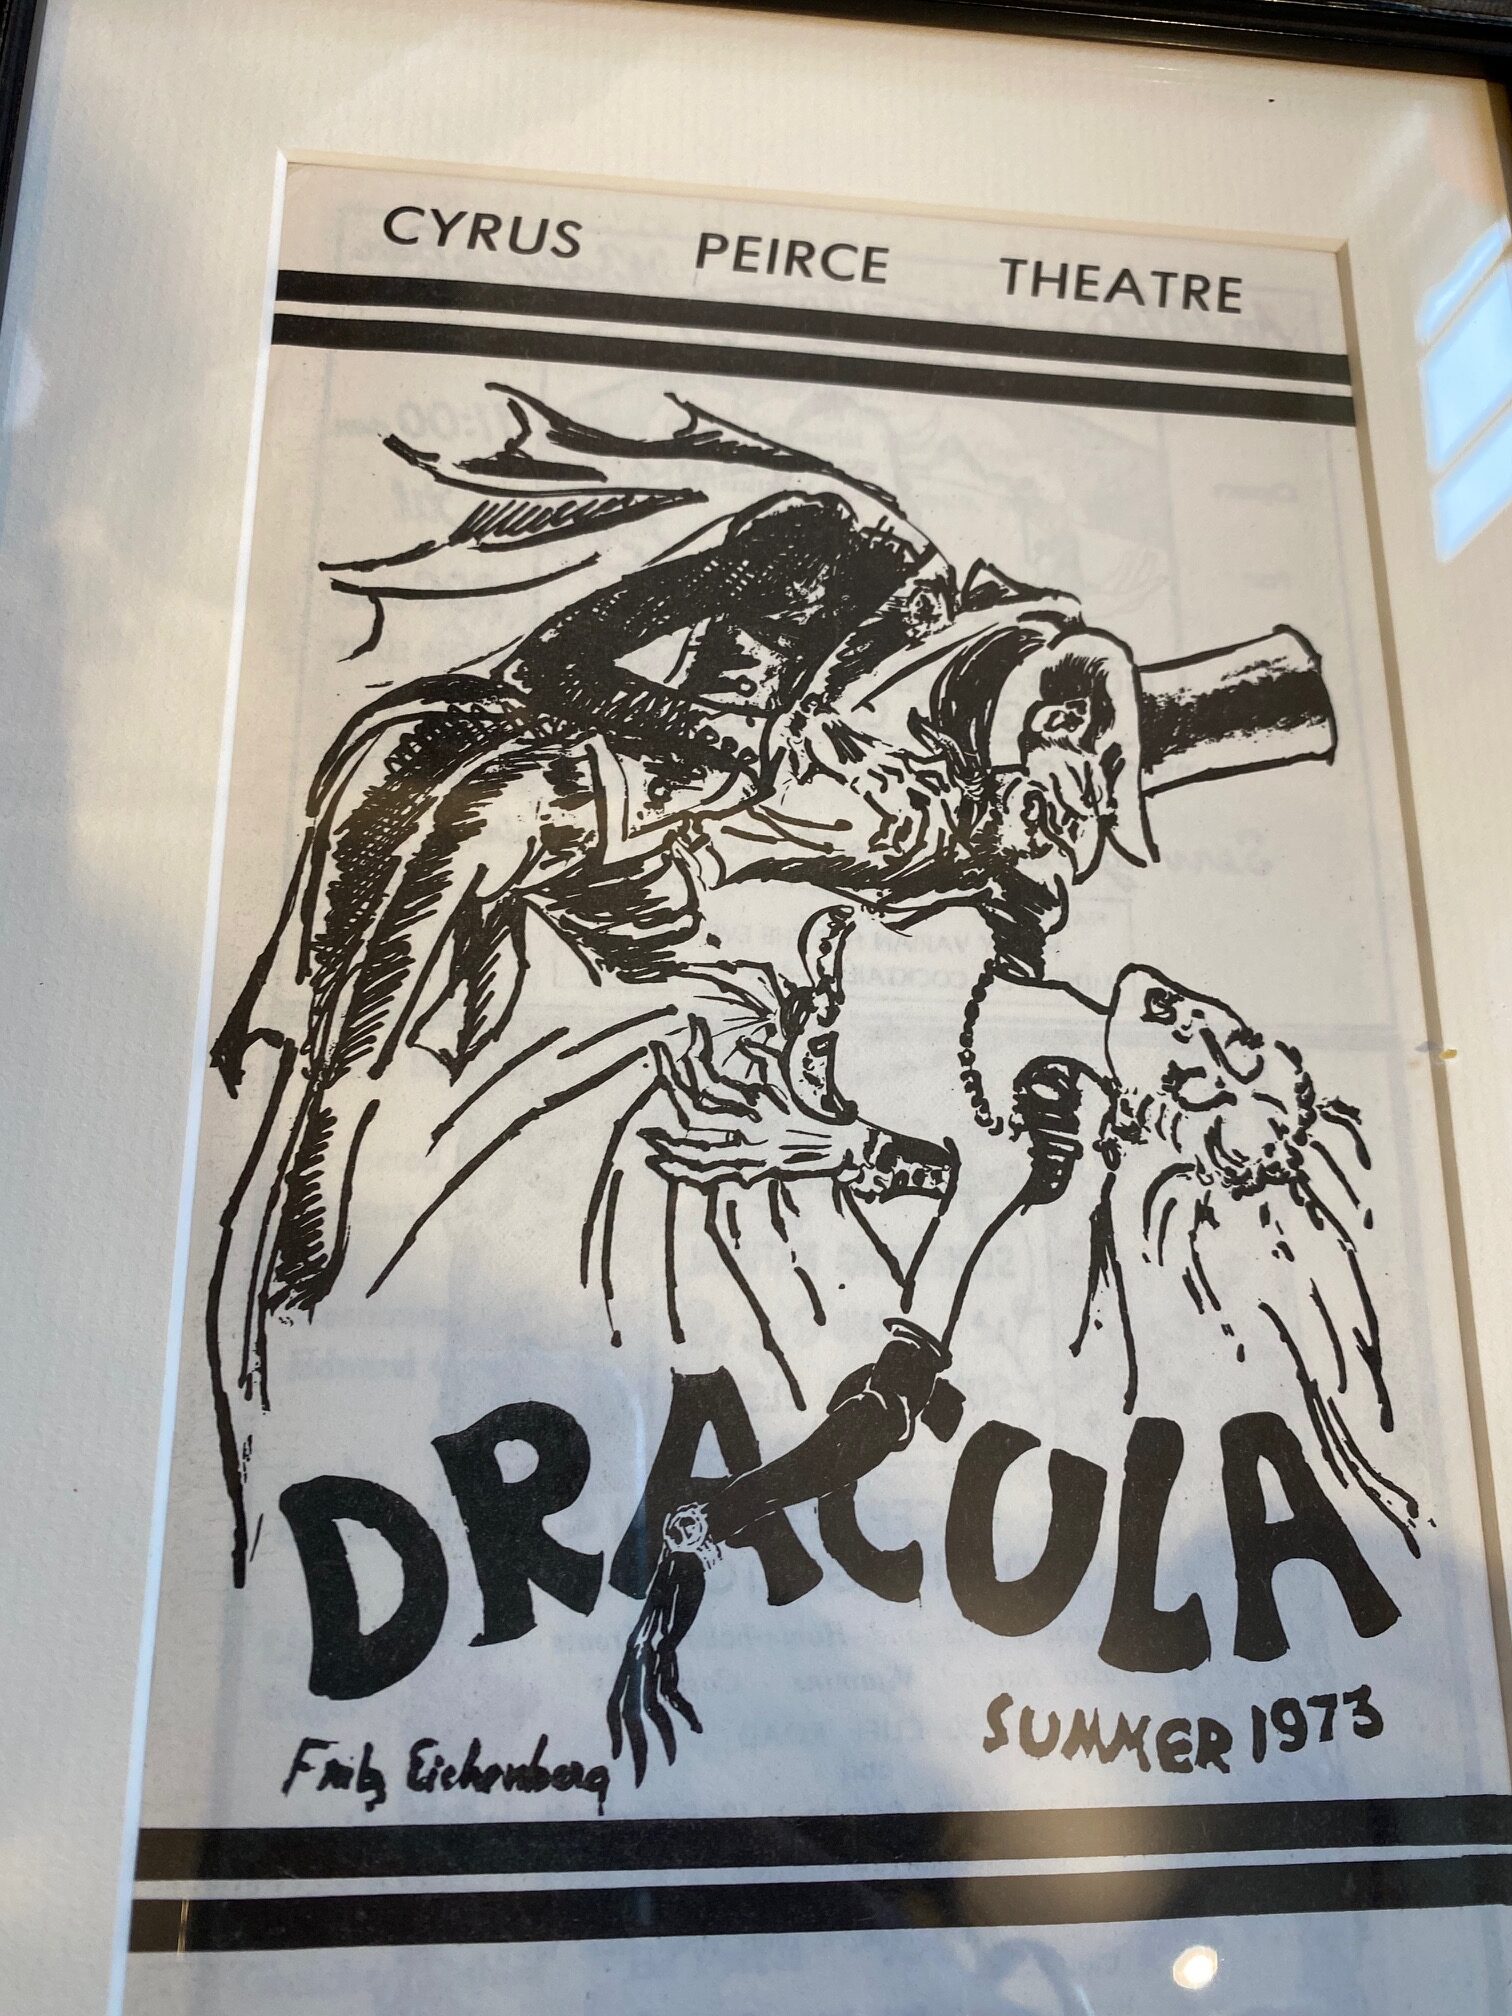 CYRUS PEIRCE THEATRE
DRACULA
SUMMER 1973
Fritz Eichenberg